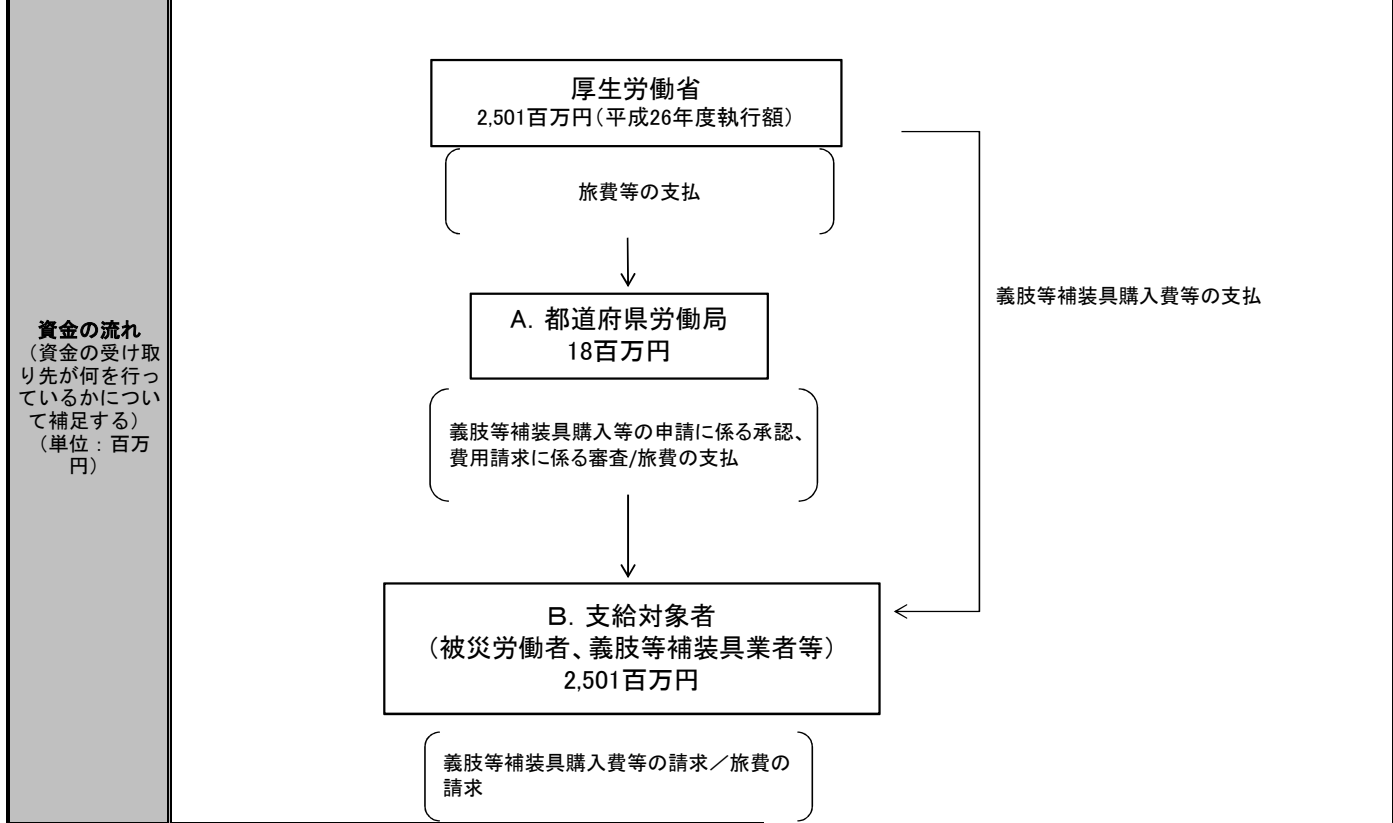 資金の流れ
（資金の受け取
り先が何を行っ
ているかについ
て補足する）
（単位：百万
円）
厚生労働省
2,501百万円（平成26年度執行額）
旅費等の支払
義肢等補装具購入費等の支払
A．都道府県労働局
18百万円
義肢等補装具購入等の申請に係る承認、
費用請求に係る審査/旅費の支払
B．支給対象者
（被災労働者、義肢等補装具業者等）
2,501百万円
義肢等補装具購入費等の請求／旅費の
請求